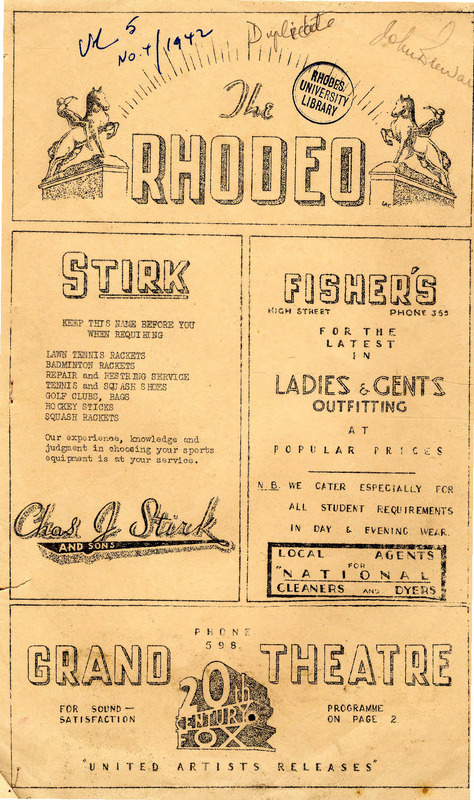 Vol 5
No. 4/1942
Duplicate
John Stewar
The
RHODEO
RHODES
UNIVERSITY
LIBRARY
STIRK
KEEP THIS NAME BEFORE YOU
WHEN REQUIRING
LAWN TENNIS RACKETS
BADMINTON RACKETS
REPAIR and RESTRING SERVICE
TENNIS and SQUASH SHOES
GOLF CLUBS, BAGS
HOCKEY STICKS
SQUASH RACKETS
Our experience, knowledge and
judgment in choosing your sports
equipment is at your service.
Chas. J Stirk
AND SONS
FISHER'S
HIGH STREET PHONE 355
FOR THE
LATEST
IN
LADIES & GENTS
OUTFITTING
AT
POPULAR PRICES
N.B. WE CATER ESPECIALLY FOR
ALL STUDENT REQUIREMENTS
IN DAY & EVENING WEAR.
LOCAL AGENTS
FOR
"NATIONAL
CLEANERS AND DYERS
PHONE
598.
GRAND THEATRE
20th
CENTURY
FOX
FOR SOUND—
SATISFACTION
PROGRAMME
ON PAGE 2
"UNITED ARTISTS RELEASES"